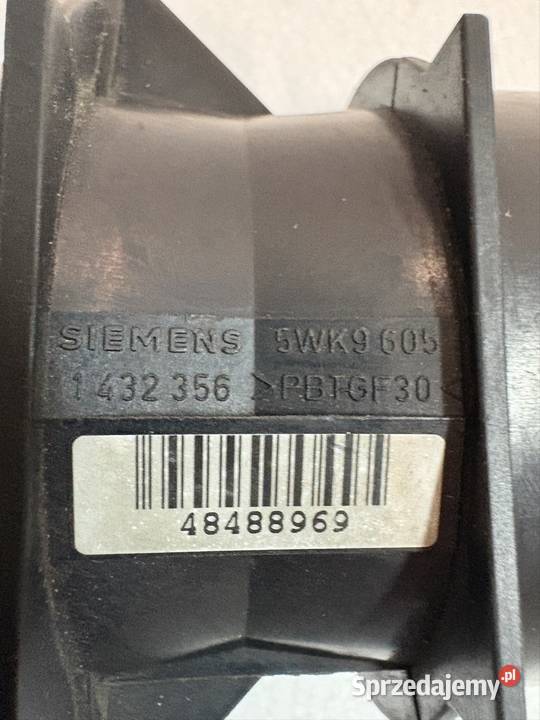 SIEMENS 5WK9 605
1 432 356 >PBTGF30<
48488969
Sprzedajemy.pl